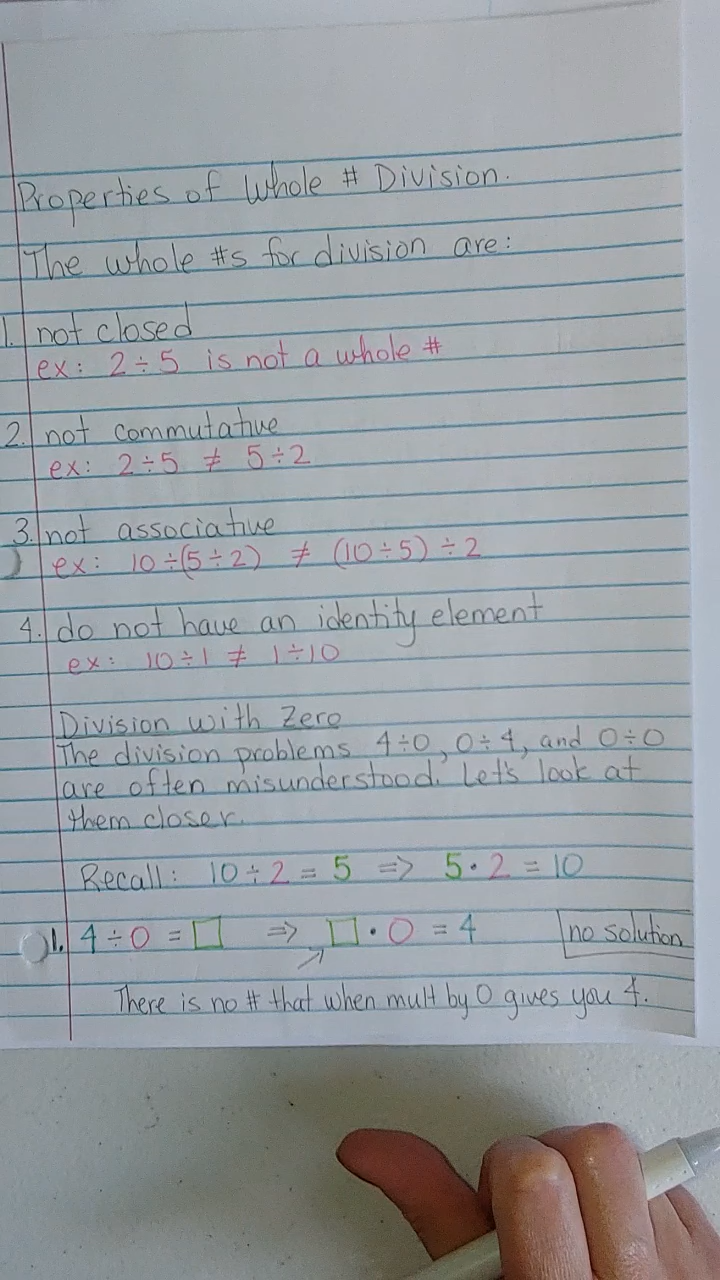 Properties of Whole # Division.
The whole #s for division are:
1. not closed
ex: 2 ÷ 5 is not a whole #
2. not commutative
ex: 2 ÷ 5 ≠ 5 ÷ 2
3. not associative
ex: 10 ÷ (5 ÷ 2) ≠ (10 ÷ 5) ÷ 2
4. do not have an identity element
ex: 10 ÷ 1 ≠ 1 ÷ 10
Division with Zero
The division problems 4÷0, 0÷4, and 0÷0
are often misunderstood. Let's look at
them closer.
Recall: 10 ÷ 2 = 5 => 5 · 2 = 10
1. 4 ÷ 0 = □ => □ · 0 = 4 no solution
There is no # that when mult by 0 gives you 4.